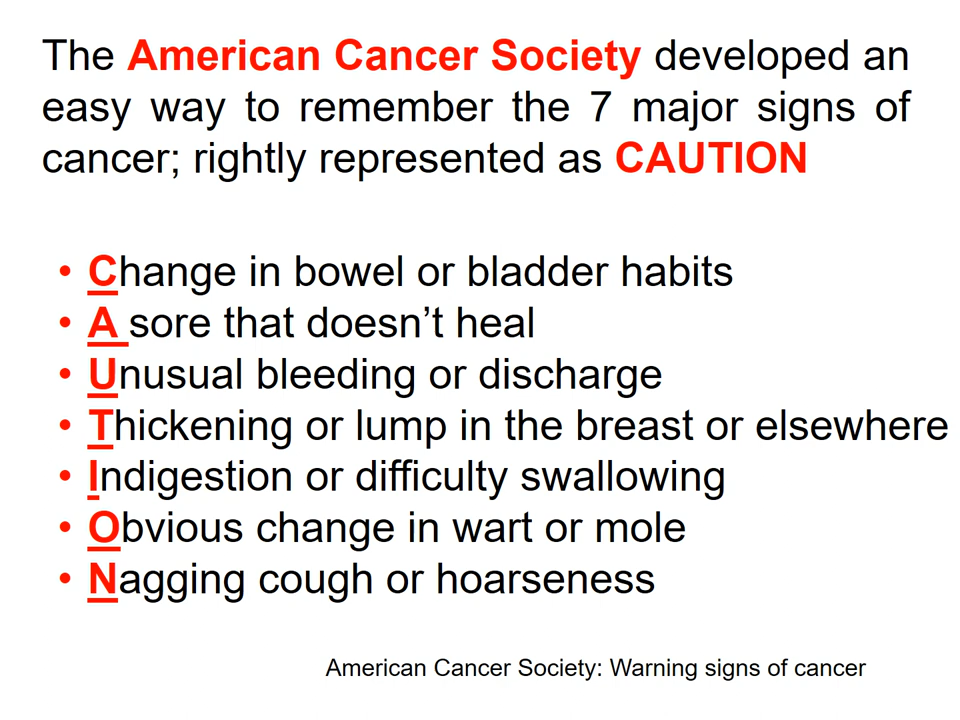 The American Cancer Society developed an
easy way to remember the 7 major signs of
cancer; rightly represented as CAUTION
• Change in bowel or bladder habits
• A sore that doesn’t heal
• Unusual bleeding or discharge
• Thickening or lump in the breast or elsewhere
• Indigestion or difficulty swallowing
• Obvious change in wart or mole
• Nagging cough or hoarseness
American Cancer Society: Warning signs of cancer